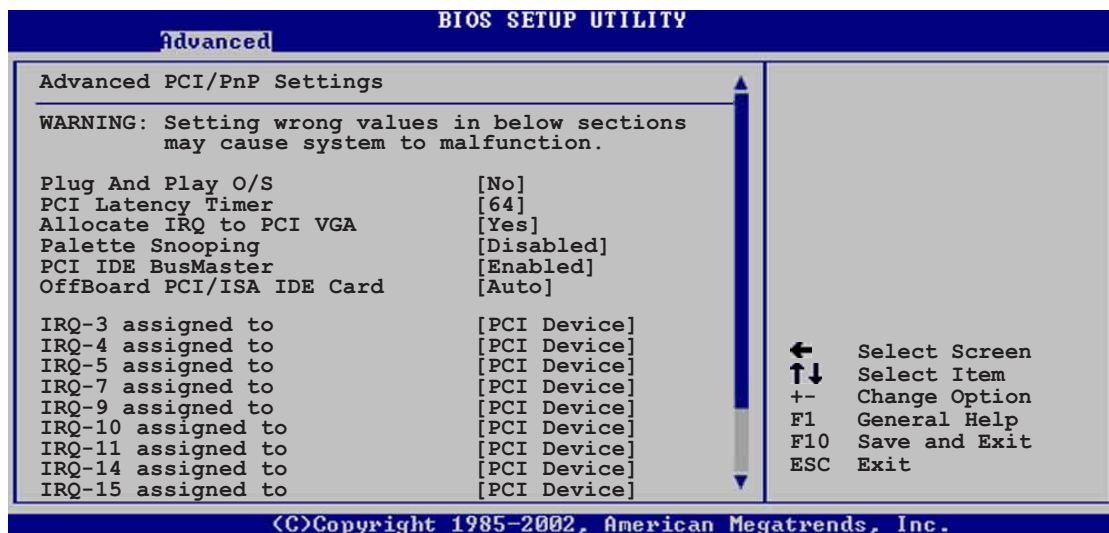 BIOS SETUP UTILITY
Advanced
Advanced PCI/PnP Settings
WARNING: Setting wrong values in below sections
may cause system to malfunction.
Plug And Play O/S [No]
PCI Latency Timer [64]
Allocate IRQ to PCI VGA [Yes]
Palette Snooping [Disabled]
PCI IDE BusMaster [Enabled]
OffBoard PCI/ISA IDE Card [Auto]
IRQ-3 assigned to [PCI Device]
IRQ-4 assigned to [PCI Device]
IRQ-5 assigned to [PCI Device]
IRQ-7 assigned to [PCI Device]
IRQ-9 assigned to [PCI Device]
IRQ-10 assigned to [PCI Device]
IRQ-11 assigned to [PCI Device]
IRQ-14 assigned to [PCI Device]
IRQ-15 assigned to [PCI Device]
← Select Screen
↑↓ Select Item
+- Change Option
F1 General Help
F10 Save and Exit
ESC Exit
(C)Copyright 1985-2002, American Megatrends, Inc.